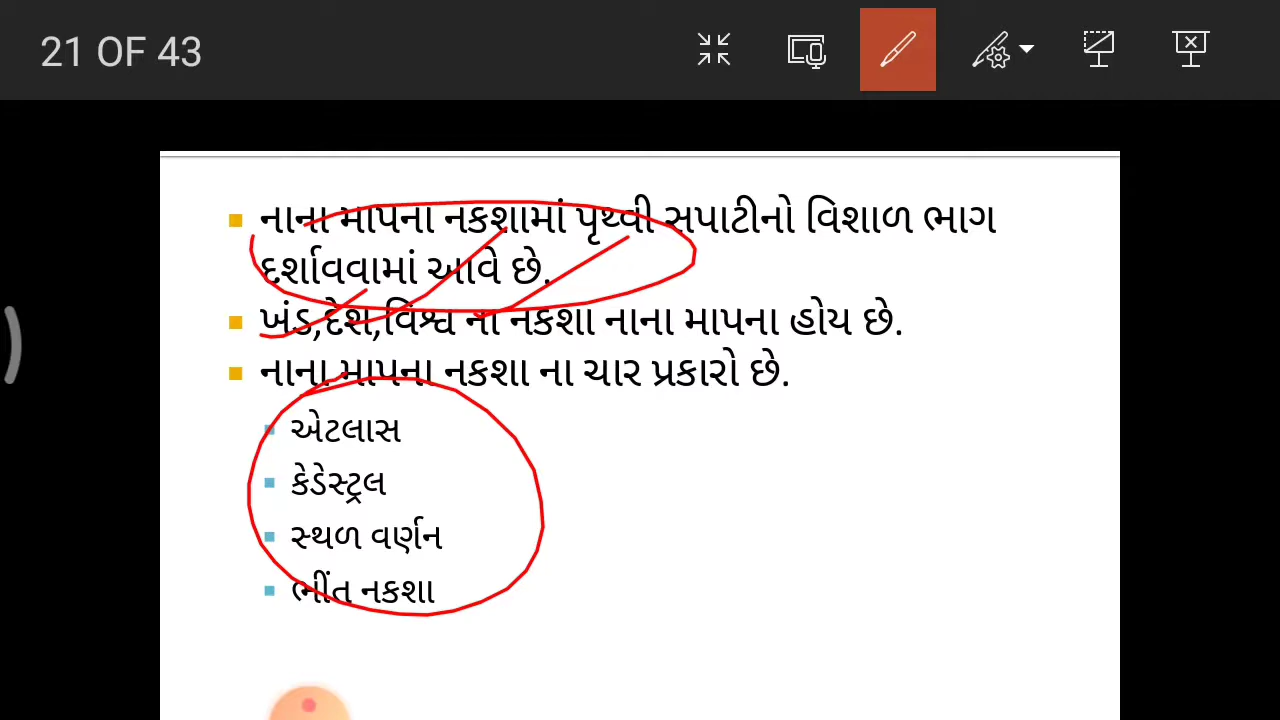 21 OF 43
નાના માપના નકશામાં પૃથ્વી સપાટીનો વિશાળ ભાગ
દર્શાવવામાં આવે છે.
ખંડ,દેશ,વિશ્વ ના નકશા નાના માપના હોય છે.
નાના માપના નકશા ના ચાર પ્રકારો છે.
એટલાસ
કેડેસ્ટ્રલ
સ્થળ વર્ણન
ભીંત નકશા